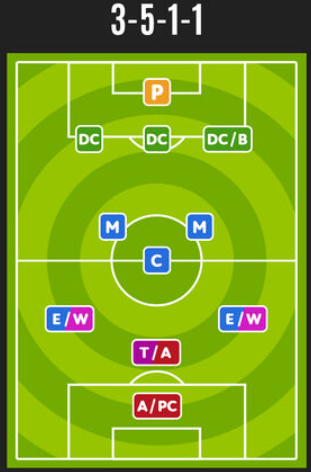 3-5-1-1
P
DC DC DC/B
M M
C
E/W E/W
T/A
A/PC